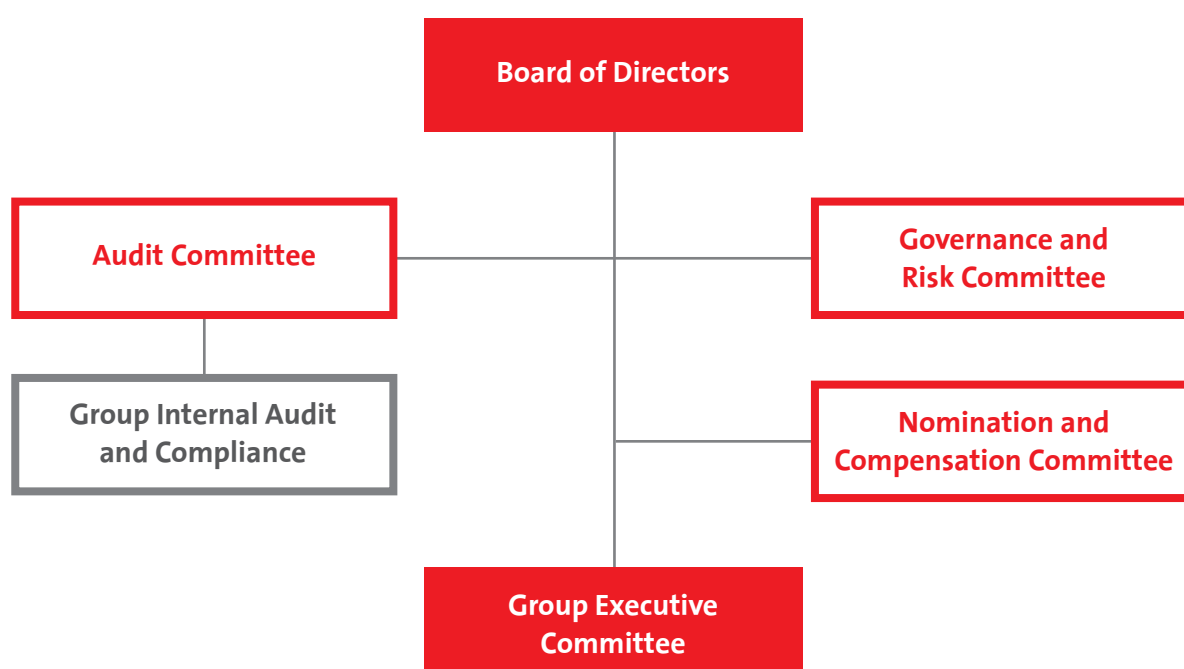 Board of Directors
Audit Committee
Governance and
Risk Committee
Group Internal Audit
and Compliance
Nomination and
Compensation Committee
Group Executive
Committee